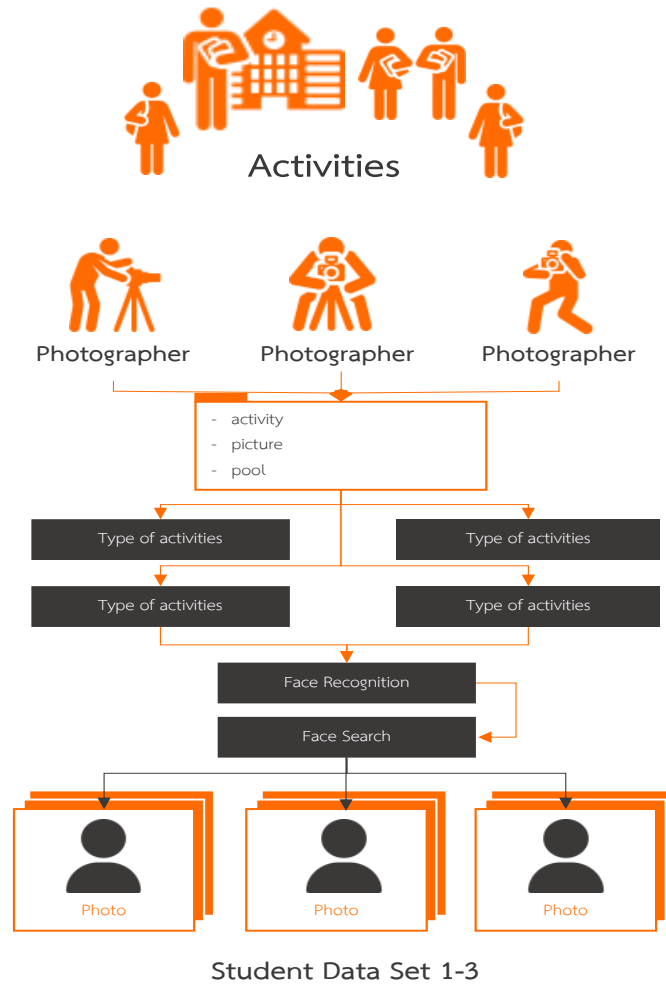 Activities
Photographer
Photographer
Photographer
- activity
- picture
- pool
Type of activities
Type of activities
Type of activities
Type of activities
Face Recognition
Face Search
Photo
Photo
Photo
Student Data Set 1-3